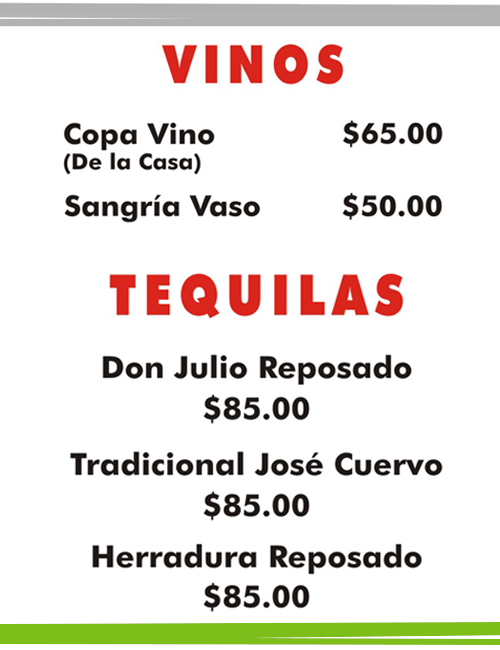 VINOS
Copa Vino $65.00
(De la Casa)
Sangría Vaso $50.00
TEQUILAS
Don Julio Reposado
$85.00
Tradicional José Cuervo
$85.00
Herradura Reposado
$85.00